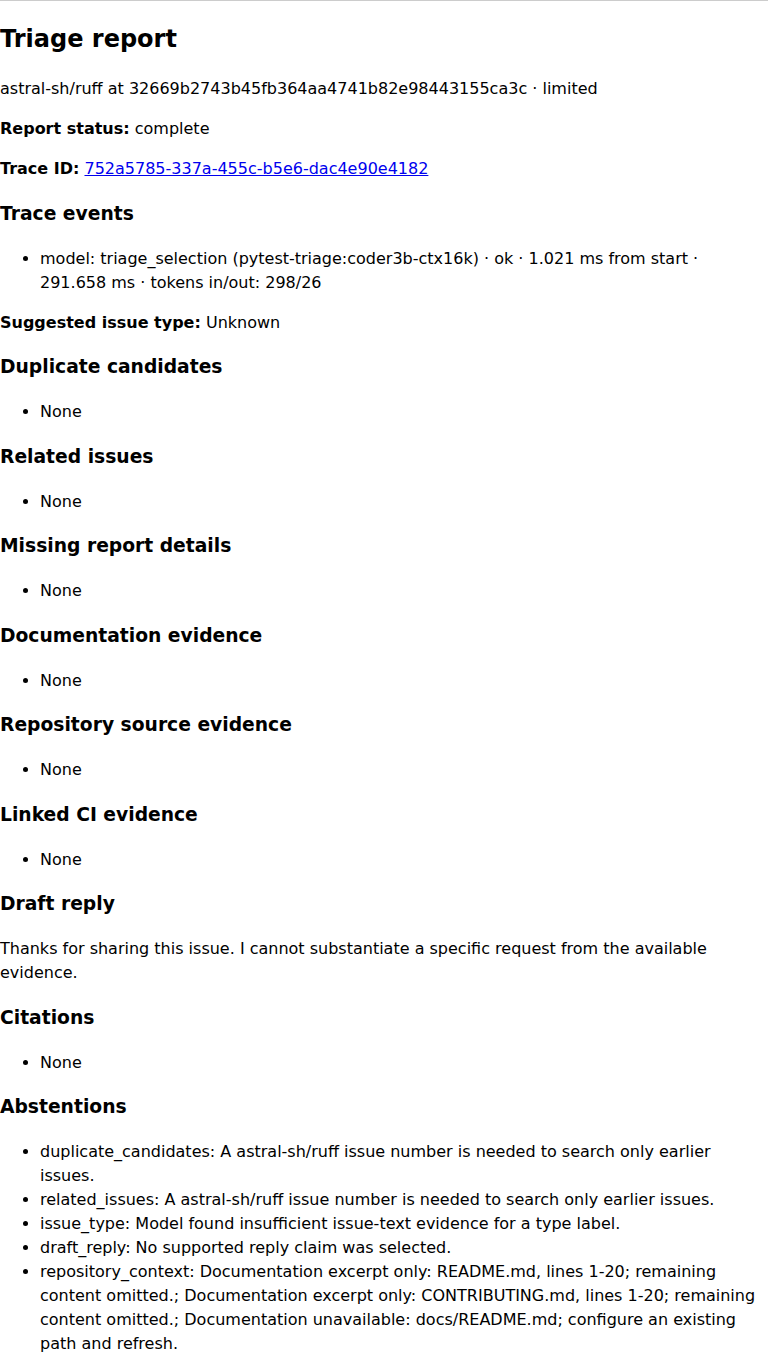 Triage report
astral-sh/ruff at 32669b2743b45fb364aa4741b82e98443155ca3c · limited
Report status: complete
Trace ID: 752a5785-337a-455c-b5e6-dac4e90e4182
Trace events
• model: triage_selection (pytest-triage:coder3b-ctx16k) · ok · 1.021 ms from start ·
291.658 ms · tokens in/out: 298/26
Suggested issue type: Unknown
Duplicate candidates
• None
Related issues
• None
Missing report details
• None
Documentation evidence
• None
Repository source evidence
• None
Linked CI evidence
• None
Draft reply
Thanks for sharing this issue. I cannot substantiate a specific request from the available
evidence.
Citations
• None
Abstentions
• duplicate_candidates: A astral-sh/ruff issue number is needed to search only earlier
issues.
• related_issues: A astral-sh/ruff issue number is needed to search only earlier issues.
• issue_type: Model found insufficient issue-text evidence for a type label.
• draft_reply: No supported reply claim was selected.
• repository_context: Documentation excerpt only: README.md, lines 1-20; remaining
content omitted.; Documentation excerpt only: CONTRIBUTING.md, lines 1-20; remaining
content omitted.; Documentation unavailable: docs/README.md; configure an existing
path and refresh.